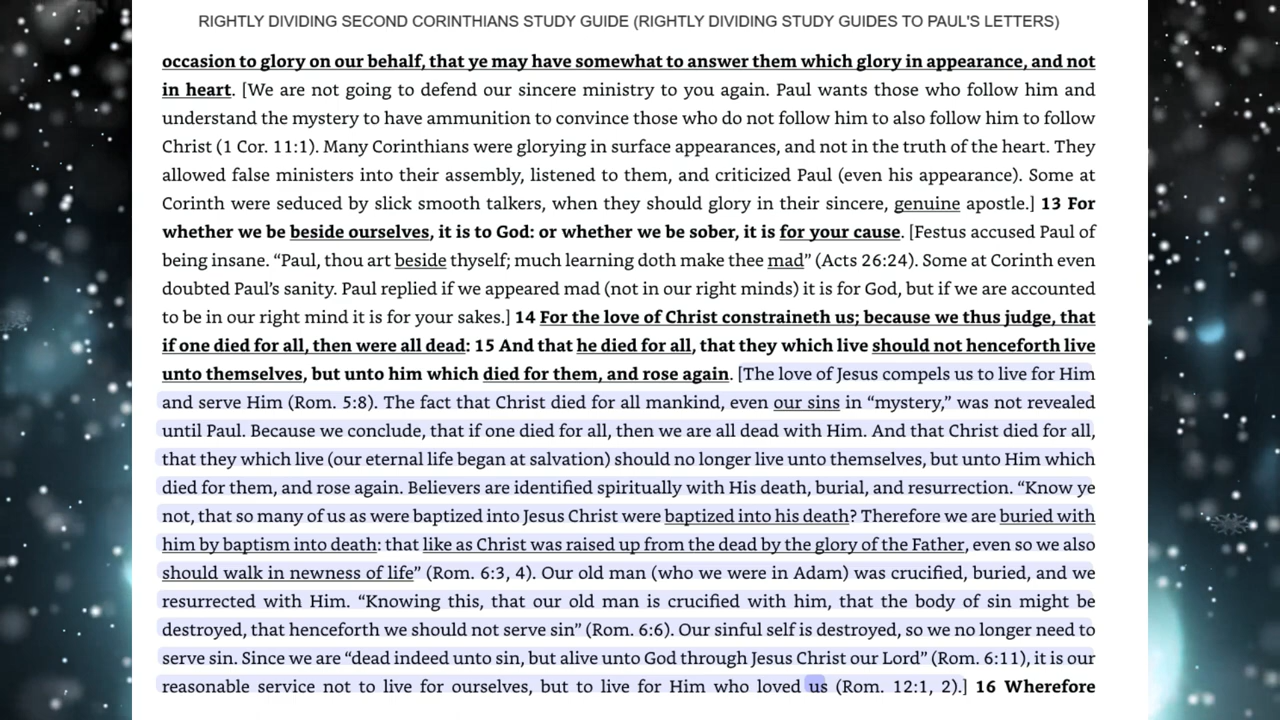 RIGHTLY DIVIDING SECOND CORINTHIANS STUDY GUIDE (RIGHTLY DIVIDING STUDY GUIDES TO PAUL'S LETTERS)
occasion to glory on our behalf, that ye may have somewhat to answer them which glory in appearance, and not
in heart. [We are not going to defend our sincere ministry to you again. Paul wants those who follow him and
understand the mystery to have ammunition to convince those who do not follow him to also follow him to follow
Christ (1 Cor. 11:1). Many Corinthians were glorying in surface appearances, and not in the truth of the heart. They
allowed false ministers into their assembly, listened to them, and criticized Paul (even his appearance). Some at
Corinth were seduced by slick smooth talkers, when they should glory in their sincere, genuine apostle.] 13 For
whether we be beside ourselves, it is to God: or whether we be sober, it is for your cause. [Festus accused Paul of
being insane. “Paul, thou art beside thyself; much learning doth make thee mad” (Acts 26:24). Some at Corinth even
doubted Paul’s sanity. Paul replied if we appeared mad (not in our right minds) it is for God, but if we are accounted
to be in our right mind it is for your sakes.] 14 For the love of Christ constraineth us; because we thus judge, that
if one died for all, then were all dead: 15 And that he died for all, that they which live should not henceforth live
unto themselves, but unto him which died for them, and rose again. [The love of Jesus compels us to live for Him
and serve Him (Rom. 5:8). The fact that Christ died for all mankind, even our sins in “mystery,” was not revealed
until Paul. Because we conclude, that if one died for all, then we are all dead with Him. And that Christ died for all,
that they which live (our eternal life began at salvation) should no longer live unto themselves, but unto Him which
died for them, and rose again. Believers are identified spiritually with His death, burial, and resurrection. “Know ye
not, that so many of us as were baptized into Jesus Christ were baptized into his death? Therefore we are buried with
him by baptism into death: that like as Christ was raised up from the dead by the glory of the Father, even so we also
should walk in newness of life” (Rom. 6:3, 4). Our old man (who we were in Adam) was crucified, buried, and we
resurrected with Him. “Knowing this, that our old man is crucified with him, that the body of sin might be
destroyed, that henceforth we should not serve sin” (Rom. 6:6). Our sinful self is destroyed, so we no longer need to
serve sin. Since we are “dead indeed unto sin, but alive unto God through Jesus Christ our Lord” (Rom. 6:11), it is our
reasonable service not to live for ourselves, but to live for Him who loved us (Rom. 12:1, 2).] 16 Wherefore